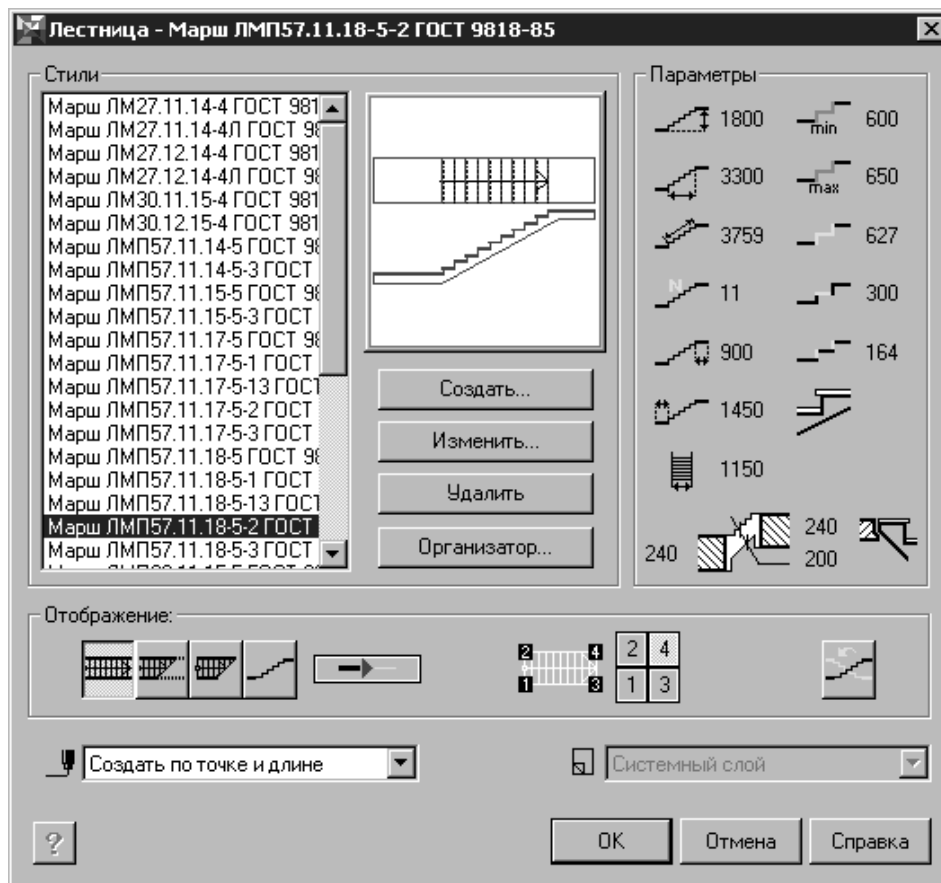 Лестница - Марш ЛМП57.11.18-5-2 ГОСТ 9818-85
Стили
Марш ЛМ27.11.14-4 ГОСТ 981
Марш ЛМ27.11.14-4Л ГОСТ 98
Марш ЛМ27.12.14-4 ГОСТ 981
Марш ЛМ27.12.14-4Л ГОСТ 98
Марш ЛМ30.11.15-4 ГОСТ 981
Марш ЛМ30.12.15-4 ГОСТ 981
Марш ЛМП57.11.14-5 ГОСТ 98
Марш ЛМП57.11.14-5-3 ГОСТ
Марш ЛМП57.11.15-5 ГОСТ 98
Марш ЛМП57.11.15-5-3 ГОСТ
Марш ЛМП57.11.17-5 ГОСТ 98
Марш ЛМП57.11.17-5-1 ГОСТ
Марш ЛМП57.11.17-5-13 ГОСТ
Марш ЛМП57.11.17-5-2 ГОСТ
Марш ЛМП57.11.17-5-3 ГОСТ
Марш ЛМП57.11.18-5 ГОСТ 98
Марш ЛМП57.11.18-5-1 ГОСТ
Марш ЛМП57.11.18-5-13 ГОСТ
Марш ЛМП57.11.18-5-2 ГОСТ
Марш ЛМП57.11.18-5-3 ГОСТ
Создать...
Изменить...
Удалить
Организатор...
Параметры
1800 min 600
3300 max 650
3759 627
N 11 300
900 164
1450
1150
240 240
200
Отображение:
2 4 2 4
1 3 1 3
Создать по точке и длине
Системный слой
?
OK Отмена Справка